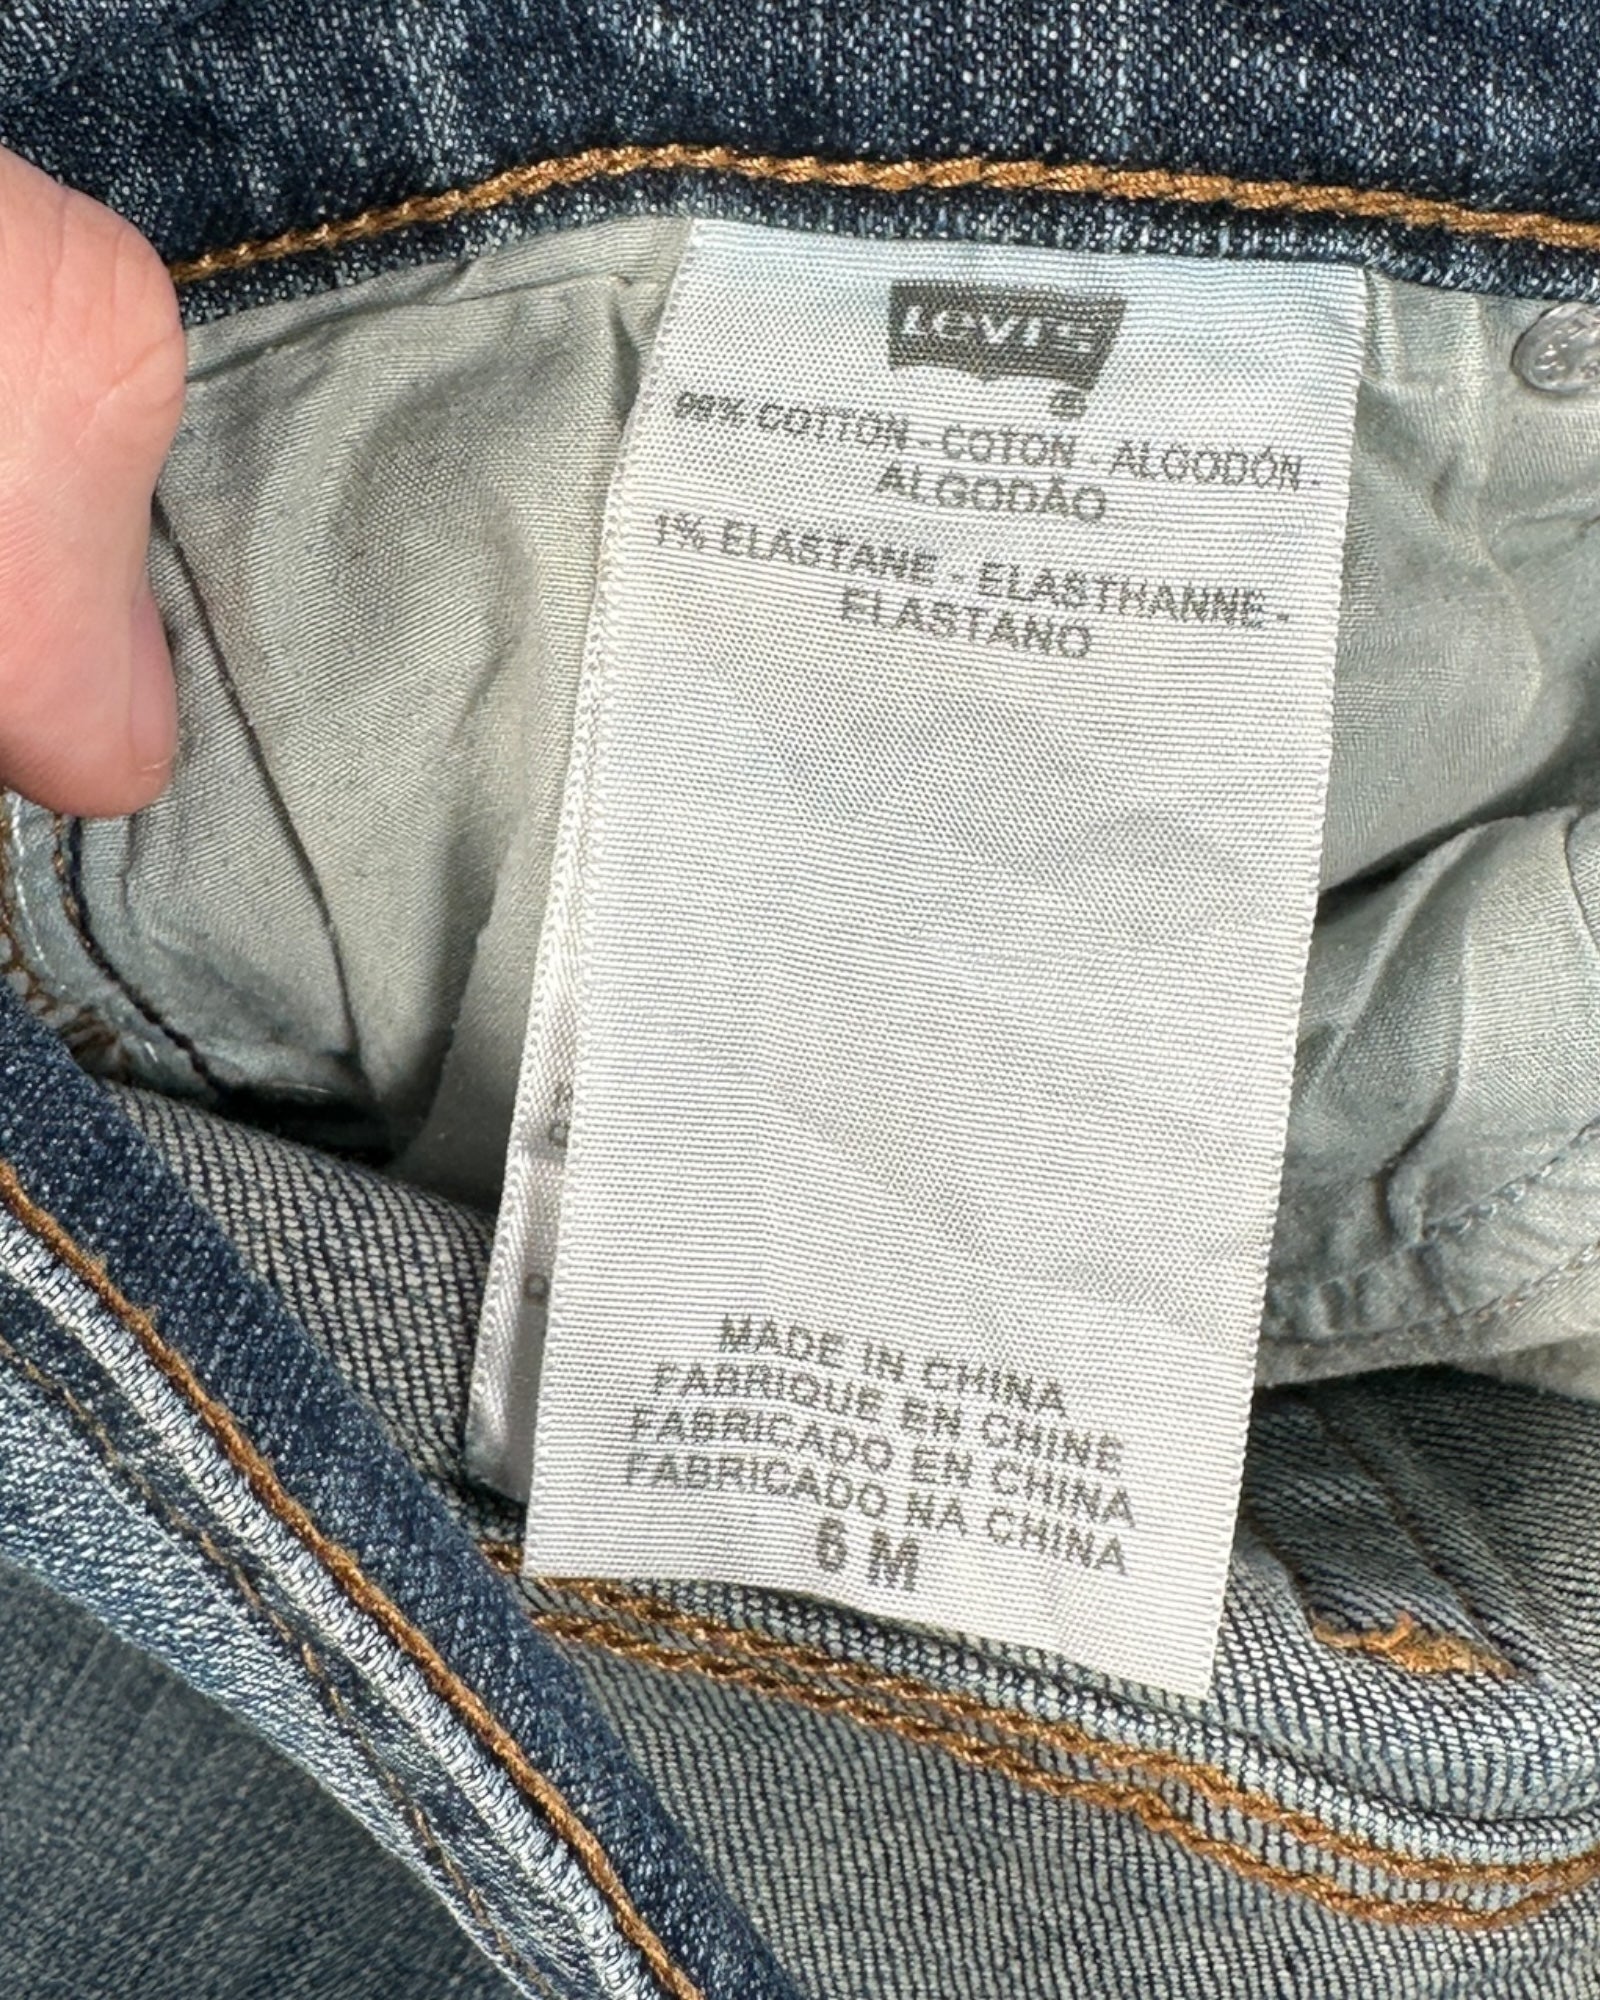 Levi's
®
% COTTON - COTON - ALGODÓN -
ALGODÃO
1% ELASTANE - ELASTHANNE -
ELASTANO
MADE IN CHINA
FABRIQUE EN CHINE
FABRICADO EN CHINA
FABRICADO NA CHINA
6 M